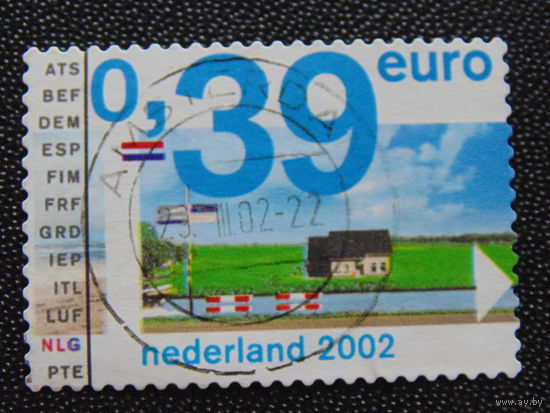 ATS
BEF
DEM
ESP
FIM
FRF
GRD
IEP
ITL
LUF
NLG
PTE
0,39 euro
23. III.02-22
nederland 2002
www.ay.by